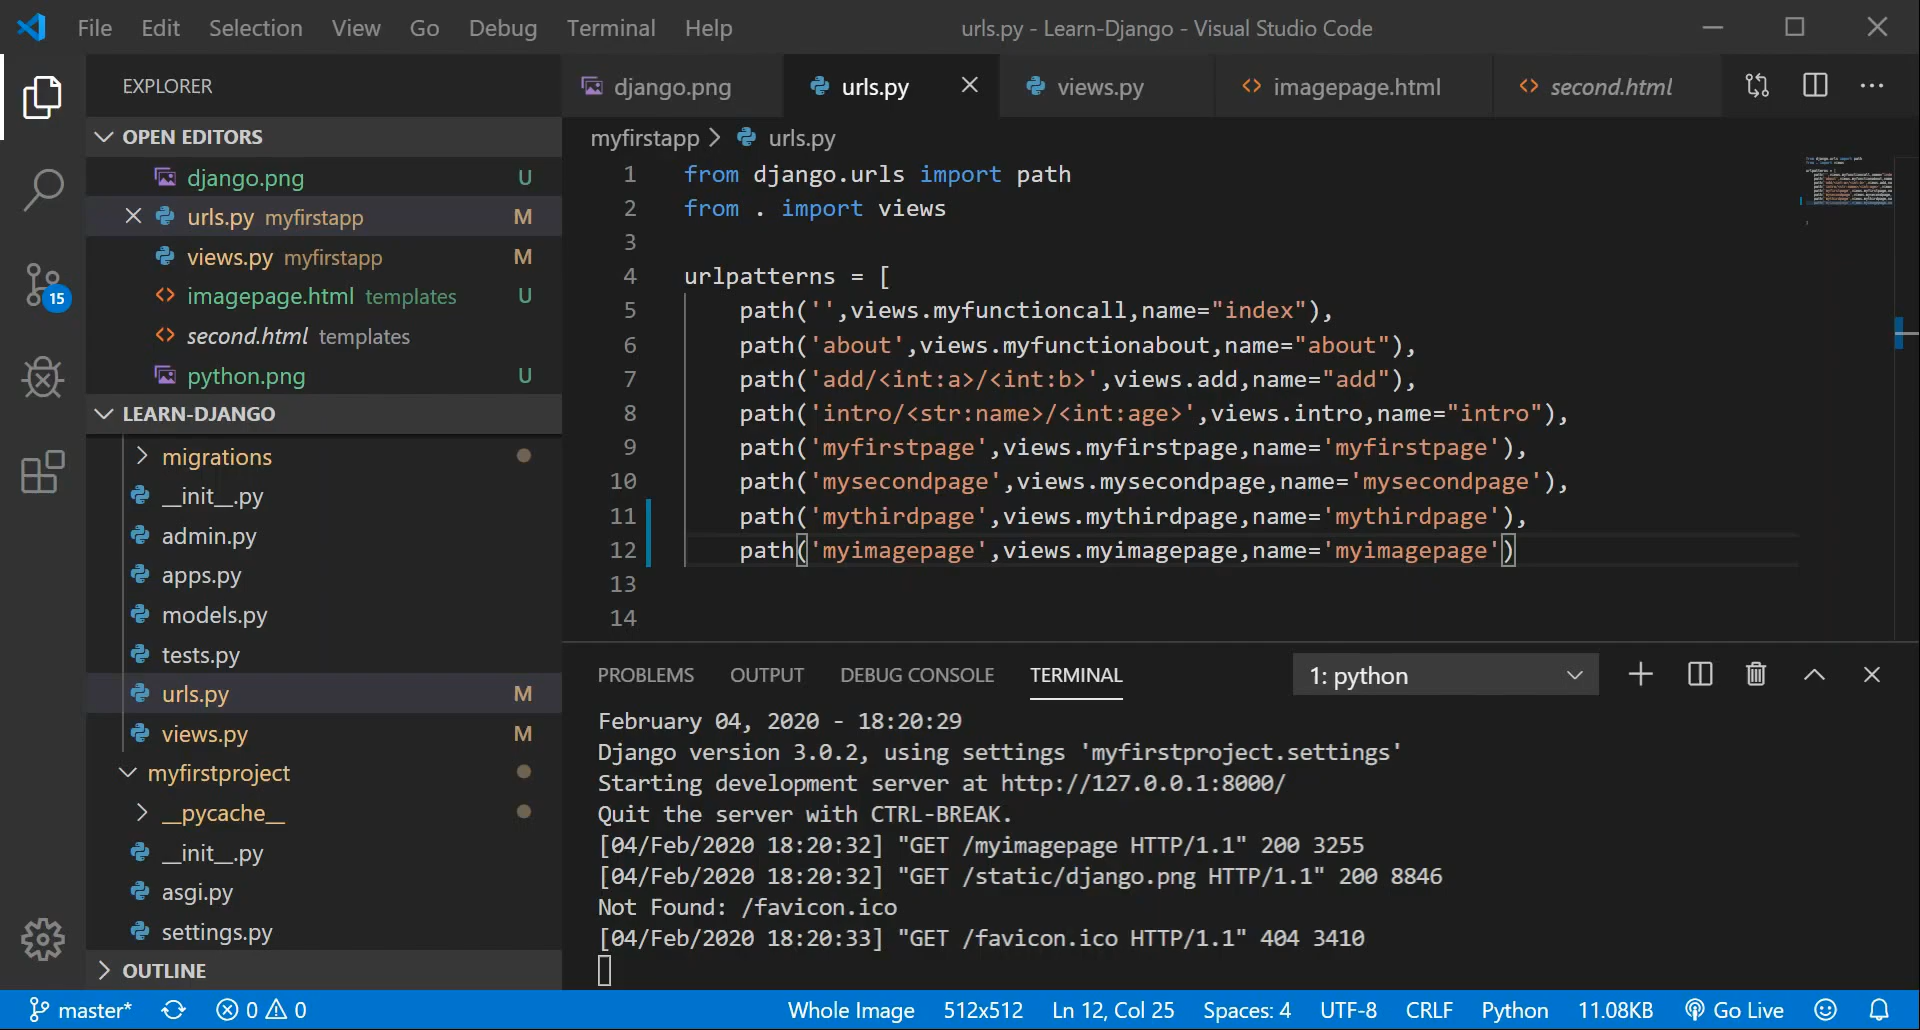 File Edit Selection View Go Debug Terminal Help
urls.py - Learn-Django - Visual Studio Code
EXPLORER
OPEN EDITORS
django.png U
urls.py myfirstapp M
views.py myfirstapp M
imagepage.html templates U
second.html templates
python.png U
LEARN-DJANGO
migrations
__init__.py
admin.py
apps.py
models.py
tests.py
urls.py M
views.py M
myfirstproject
__pycache__
__init__.py
asgi.py
settings.py
OUTLINE
15
django.png urls.py views.py imagepage.html second.html
myfirstapp > urls.py
1 from django.urls import path
2 from . import views
3
4 urlpatterns = [
5 path('',views.myfunctioncall,name="index"),
6 path('about',views.myfunctionabout,name="about"),
7 path('add/<int:a>/<int:b>',views.add,name="add"),
8 path('intro/<str:name>/<int:age>',views.intro,name="intro"),
9 path('myfirstpage',views.myfirstpage,name='myfirstpage'),
10 path('mysecondpage',views.mysecondpage,name='mysecondpage'),
11 path('mythirdpage',views.mythirdpage,name='mythirdpage'),
12 path('myimagepage',views.myimagepage,name='myimagepage')
13
14
PROBLEMS OUTPUT DEBUG CONSOLE TERMINAL 1: python
February 04, 2020 - 18:20:29
Django version 3.0.2, using settings 'myfirstproject.settings'
Starting development server at http://127.0.0.1:8000/
Quit the server with CTRL-BREAK.
[04/Feb/2020 18:20:32] "GET /myimagepage HTTP/1.1" 200 3255
[04/Feb/2020 18:20:32] "GET /static/django.png HTTP/1.1" 200 8846
Not Found: /favicon.ico
[04/Feb/2020 18:20:33] "GET /favicon.ico HTTP/1.1" 404 3410
master* 0 0 Whole Image 512x512 Ln 12, Col 25 Spaces: 4 UTF-8 CRLF Python 11.08KB Go Live